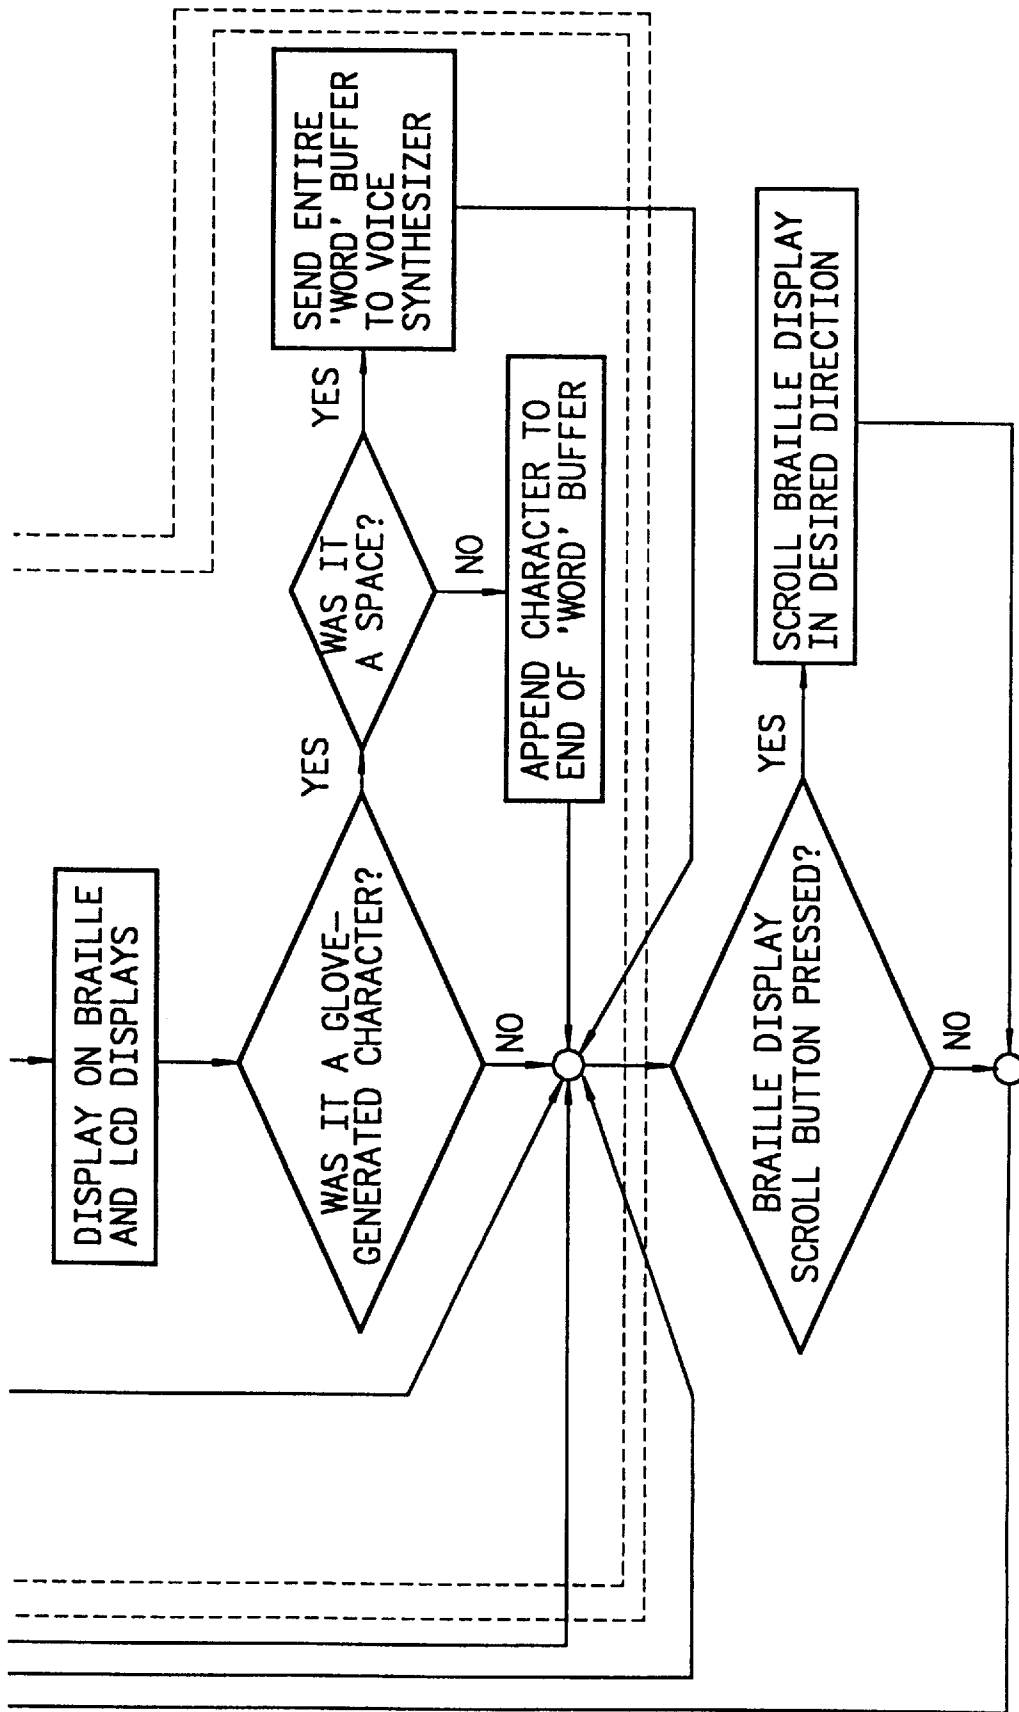 DISPLAY ON BRAILLE
AND LCD DISPLAYS
WAS IT A GLOVE-
GENERATED CHARACTER?
YES
NO
WAS IT
A SPACE?
YES
NO
SEND ENTIRE
'WORD' BUFFER
TO VOICE
SYNTHESIZER
APPEND CHARACTER TO
END OF 'WORD' BUFFER
BRAILLE DISPLAY
SCROLL BUTTON PRESSED?
YES
NO
SCROLL BRAILLE DISPLAY
IN DESIRED DIRECTION